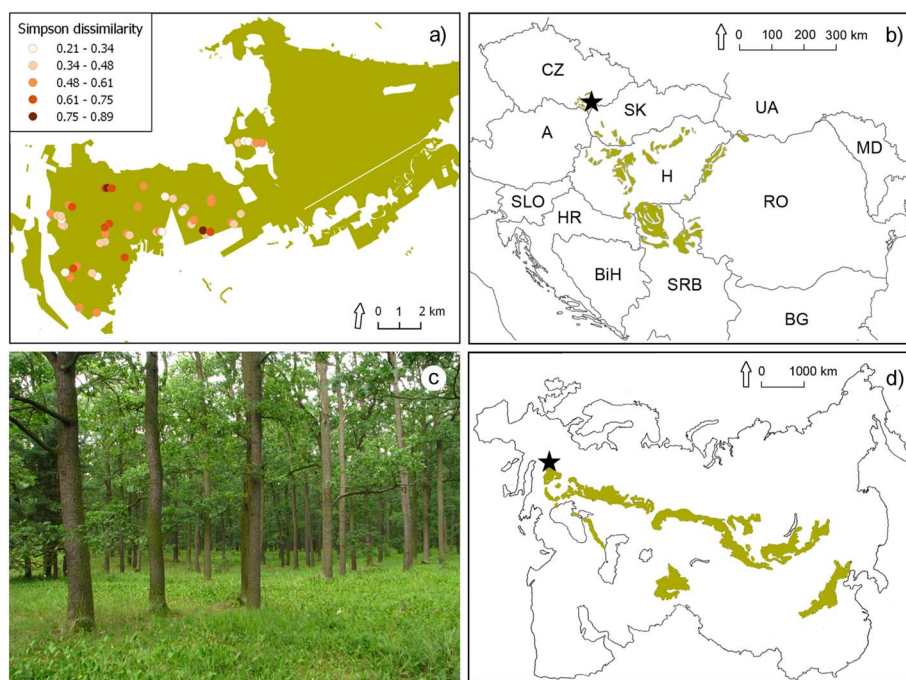 Simpson dissimilarity
0.21 - 0.34
0.34 - 0.48
0.48 - 0.61
0.61 - 0.75
0.75 - 0.89
a)
0 1 2 km
b)
0 100 200 300 km
CZ
SK
UA
A
MD
H
SLO
HR
RO
BiH
SRB
BG
c
d)
0 1000 km